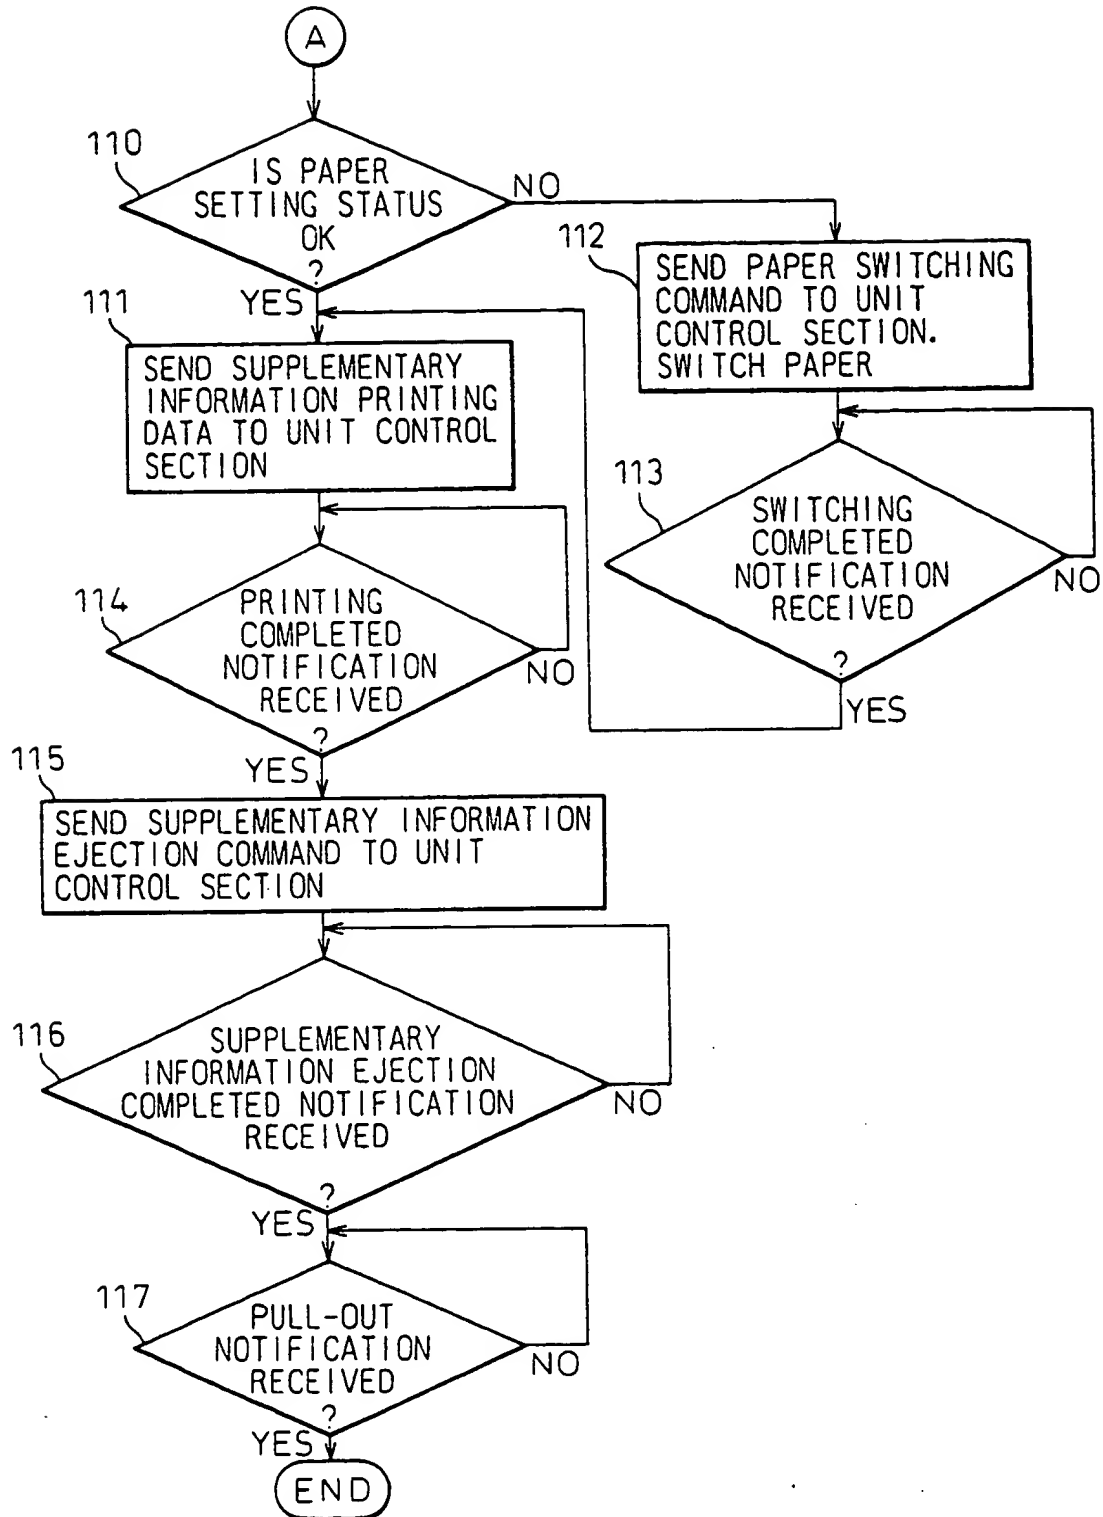 A
110
IS PAPER
SETTING STATUS
OK
?
NO
YES
112
SEND PAPER SWITCHING
COMMAND TO UNIT
CONTROL SECTION.
SWITCH PAPER
111
SEND SUPPLEMENTARY
INFORMATION PRINTING
DATA TO UNIT CONTROL
SECTION
113
SWITCHING
COMPLETED
NOTIFICATION
RECEIVED
?
NO
YES
114
PRINTING
COMPLETED
NOTIFICATION
RECEIVED
?
NO
YES
115
SEND SUPPLEMENTARY INFORMATION
EJECTION COMMAND TO UNIT
CONTROL SECTION
116
SUPPLEMENTARY
INFORMATION EJECTION
COMPLETED NOTIFICATION
RECEIVED
?
NO
YES
117
PULL-OUT
NOTIFICATION
RECEIVED
?
NO
YES
END